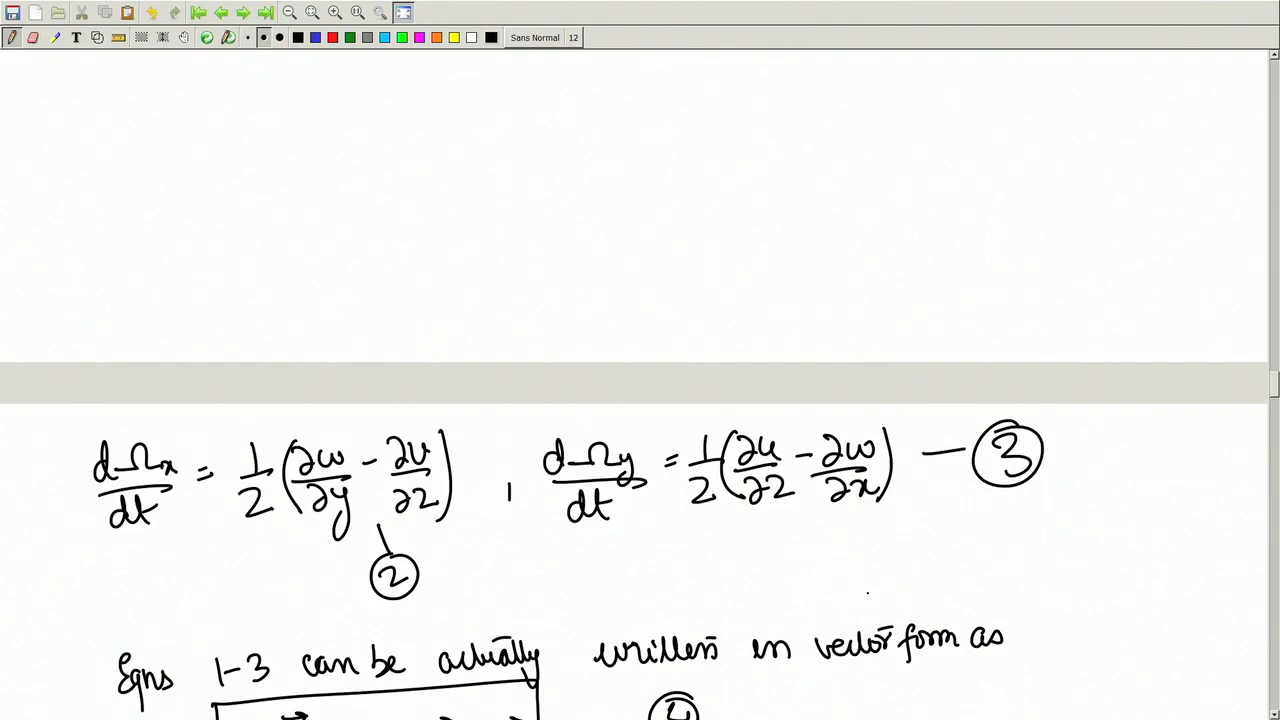 Sans Normal 12
dΩx/dt = 1/2 (∂w/∂y - ∂v/∂z) , dΩy/dt = 1/2 (∂u/∂z - ∂w/∂x) — 3
2
Eqns 1-3 can be actually written in vector form as
4